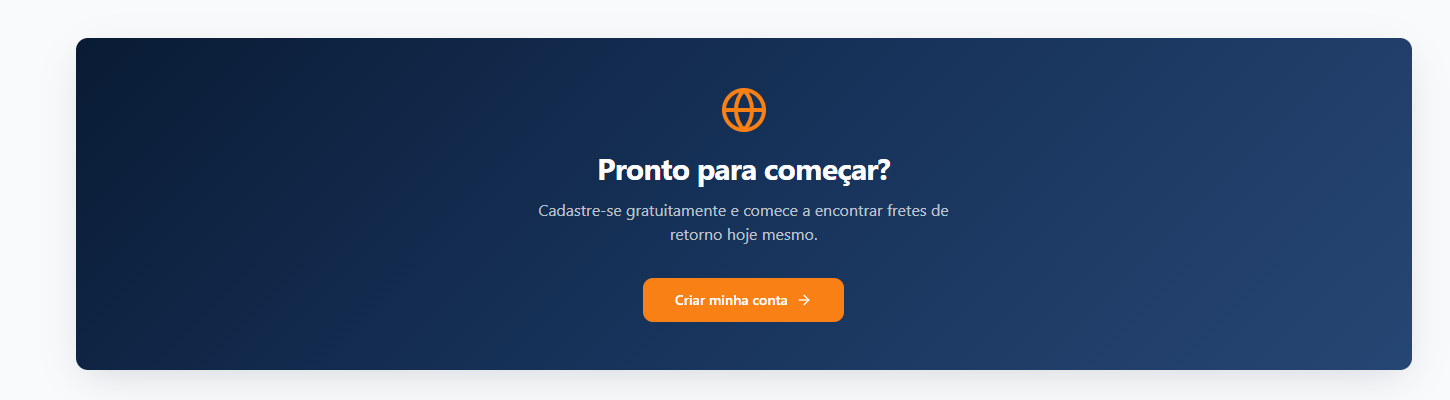 Pronto para começar?
Cadastre-se gratuitamente e comece a encontrar fretes de
retorno hoje mesmo.
Criar minha conta →